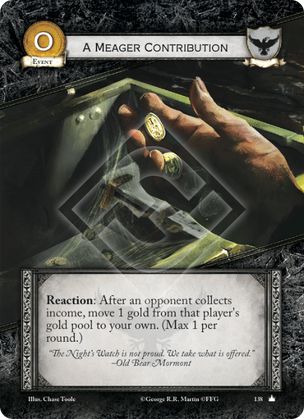 0
A Meager Contribution
Event
Reaction: After an opponent collects
income, move 1 gold from that player's
gold pool to your own. (Max 1 per
round.)
"The Night's Watch is not proud. We take what is offered."
–Old Bear Mormont
Illus. Chase Toole
©George R.R. Martin ©FFG
138